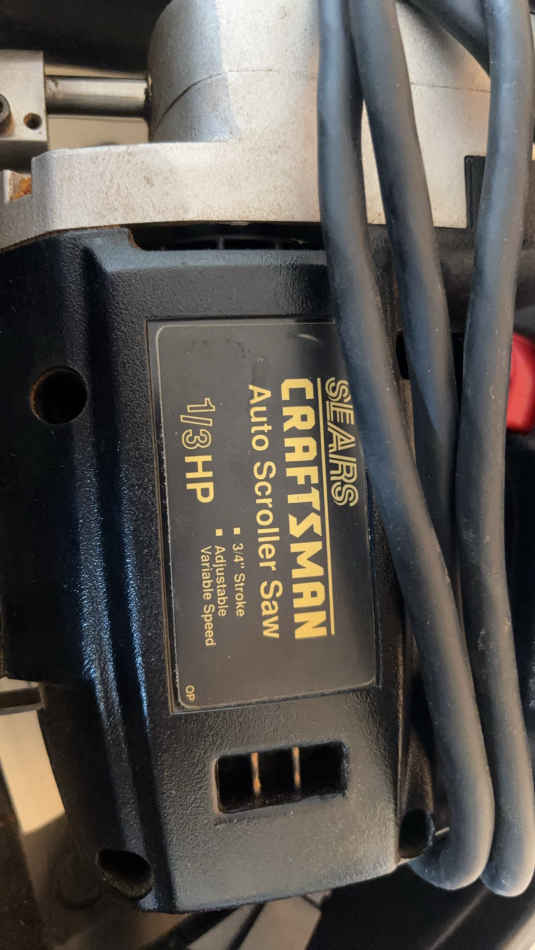 SEARS
CRAFTSMAN
Auto Scroller Saw
1/3 HP
▪ 3/4" Stroke
▪ Adjustable
Variable Speed
OP